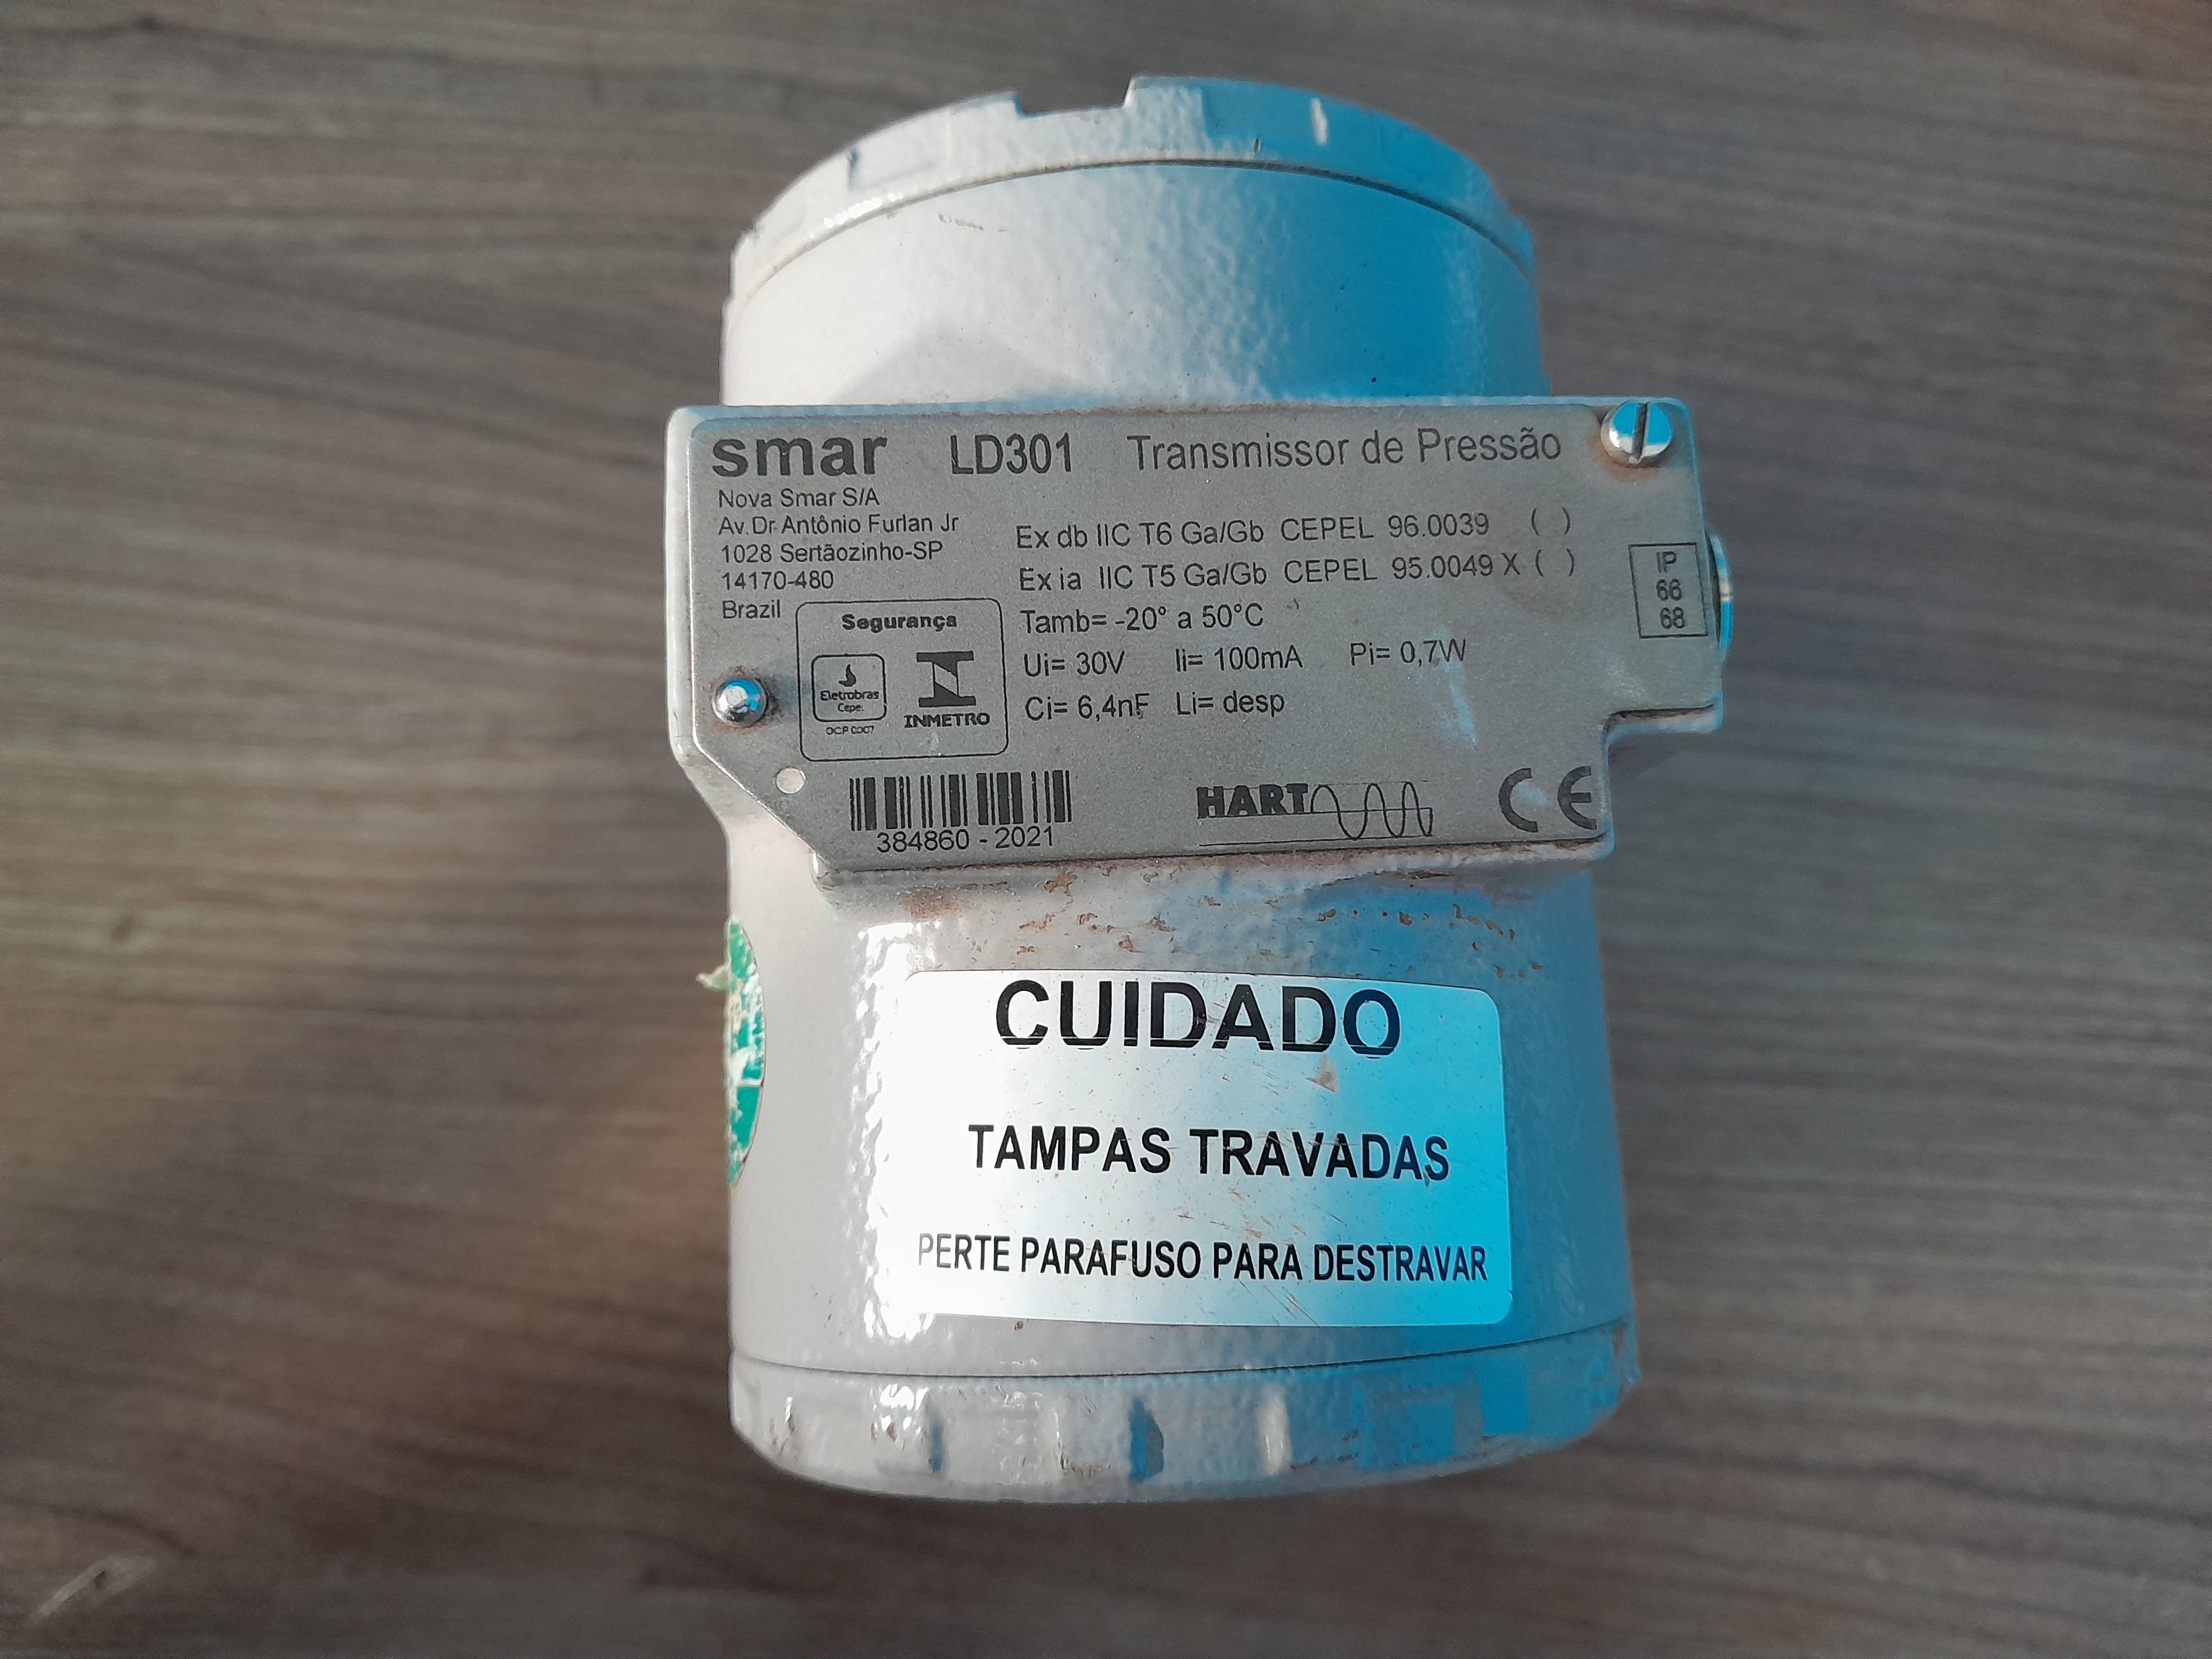 smar LD301 Transmissor de Pressão
Nova Smar S/A
Av.Dr Antônio Furlan Jr
1028 Sertãozinho-SP
14170-480
Brazil
Ex db IIC T6 Ga/Gb CEPEL 96.0039 ( )
Ex ia IIC T5 Ga/Gb CEPEL 95.0049 X ( )
Tamb= -20° a 50°C
Ui= 30V Ii= 100mA Pi= 0,7W
Ci= 6,4nF Li= desp
IP
66
68
Segurança
Eletrobras
Cepel
OCP 0007
INMETRO
384860 - 2021
HART
CE
CUIDADO
TAMPAS TRAVADAS
PERTE PARAFUSO PARA DESTRAVAR